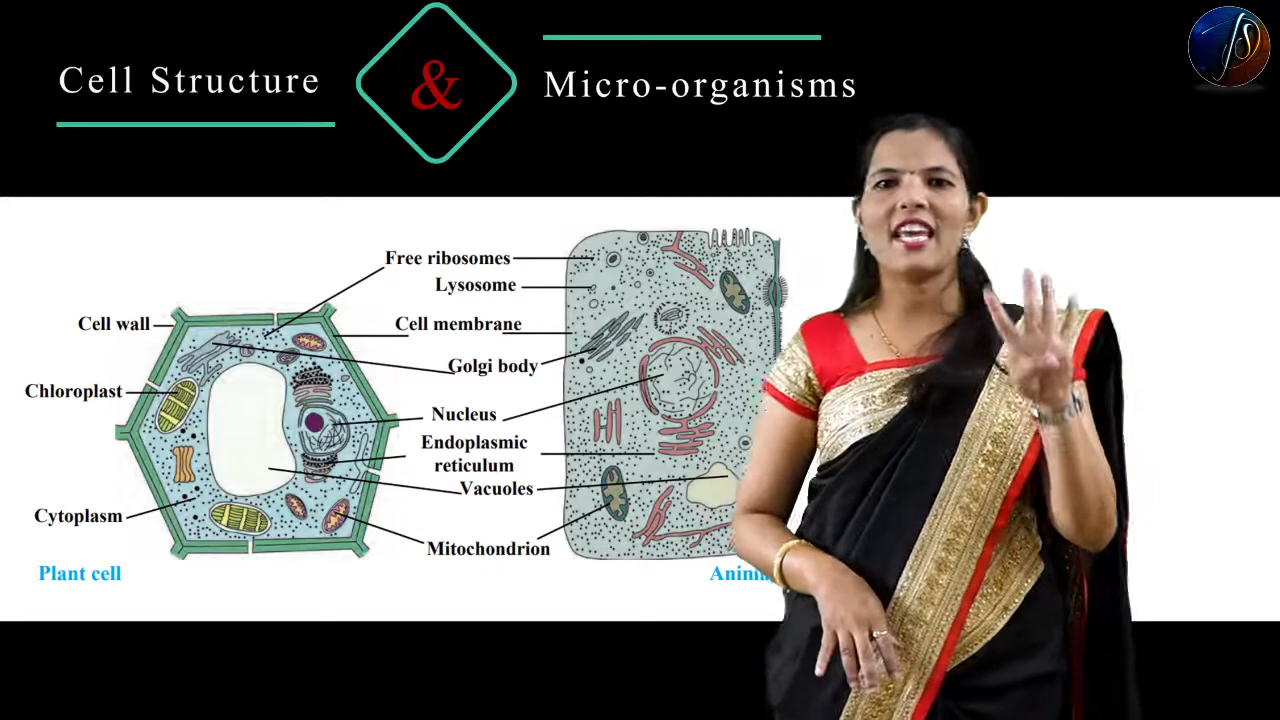 Cell Structure
&
Micro-organisms
Free ribosomes
Lysosome
Cell wall
Cell membrane
Golgi body
Chloroplast
Nucleus
Endoplasmic
reticulum
Vacuoles
Cytoplasm
Mitochondrion
Plant cell